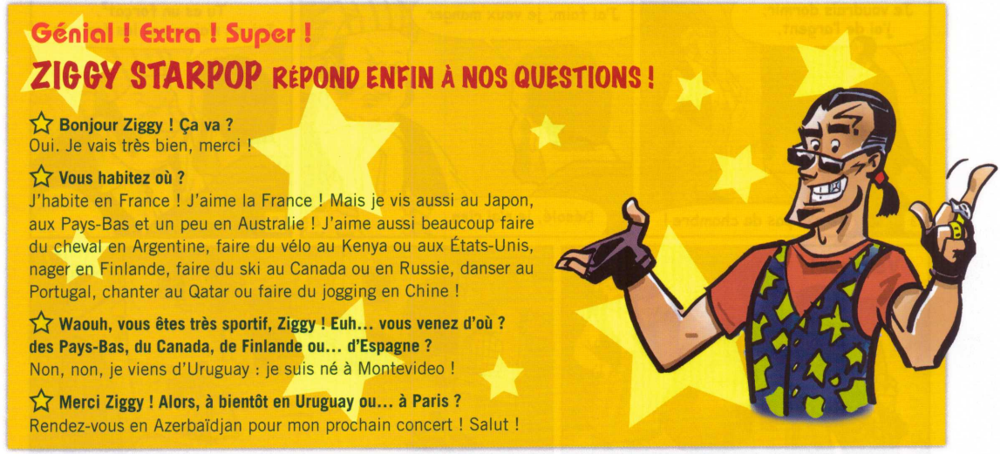 Génial ! Extra ! Super !
ZIGGY STARPOP RÉPOND ENFIN À NOS QUESTIONS !
Bonjour Ziggy ! Ça va ?
Oui. Je vais très bien, merci !
Vous habitez où ?
J'habite en France ! J'aime la France ! Mais je vis aussi au Japon,
aux Pays-Bas et un peu en Australie ! J'aime aussi beaucoup faire
du cheval en Argentine, faire du vélo au Kenya ou aux États-Unis,
nager en Finlande, faire du ski au Canada ou en Russie, danser au
Portugal, chanter au Qatar ou faire du jogging en Chine !
Waouh, vous êtes très sportif, Ziggy ! Euh... vous venez d'où ?
des Pays-Bas, du Canada, de Finlande ou... d'Espagne ?
Non, non, je viens d'Uruguay : je suis né à Montevideo !
Merci Ziggy ! Alors, à bientôt en Uruguay ou... à Paris ?
Rendez-vous en Azerbaïdjan pour mon prochain concert ! Salut !